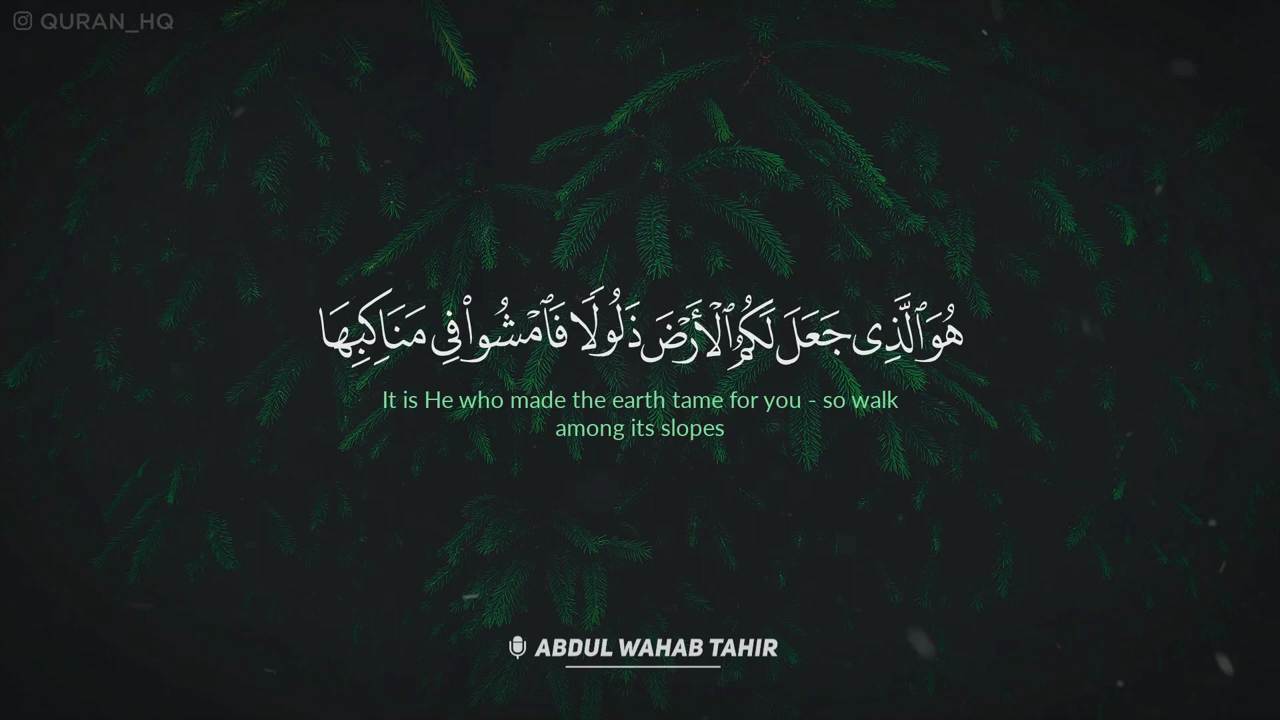 QURAN_HQ
هُوَ ٱلَّذِى جَعَلَ لَكُمُ ٱلْأَرْضَ ذَلُولًا فَٱمْشُوا۟ فِى مَنَاكِبِهَا
It is He who made the earth tame for you - so walk
among its slopes
ABDUL WAHAB TAHIR